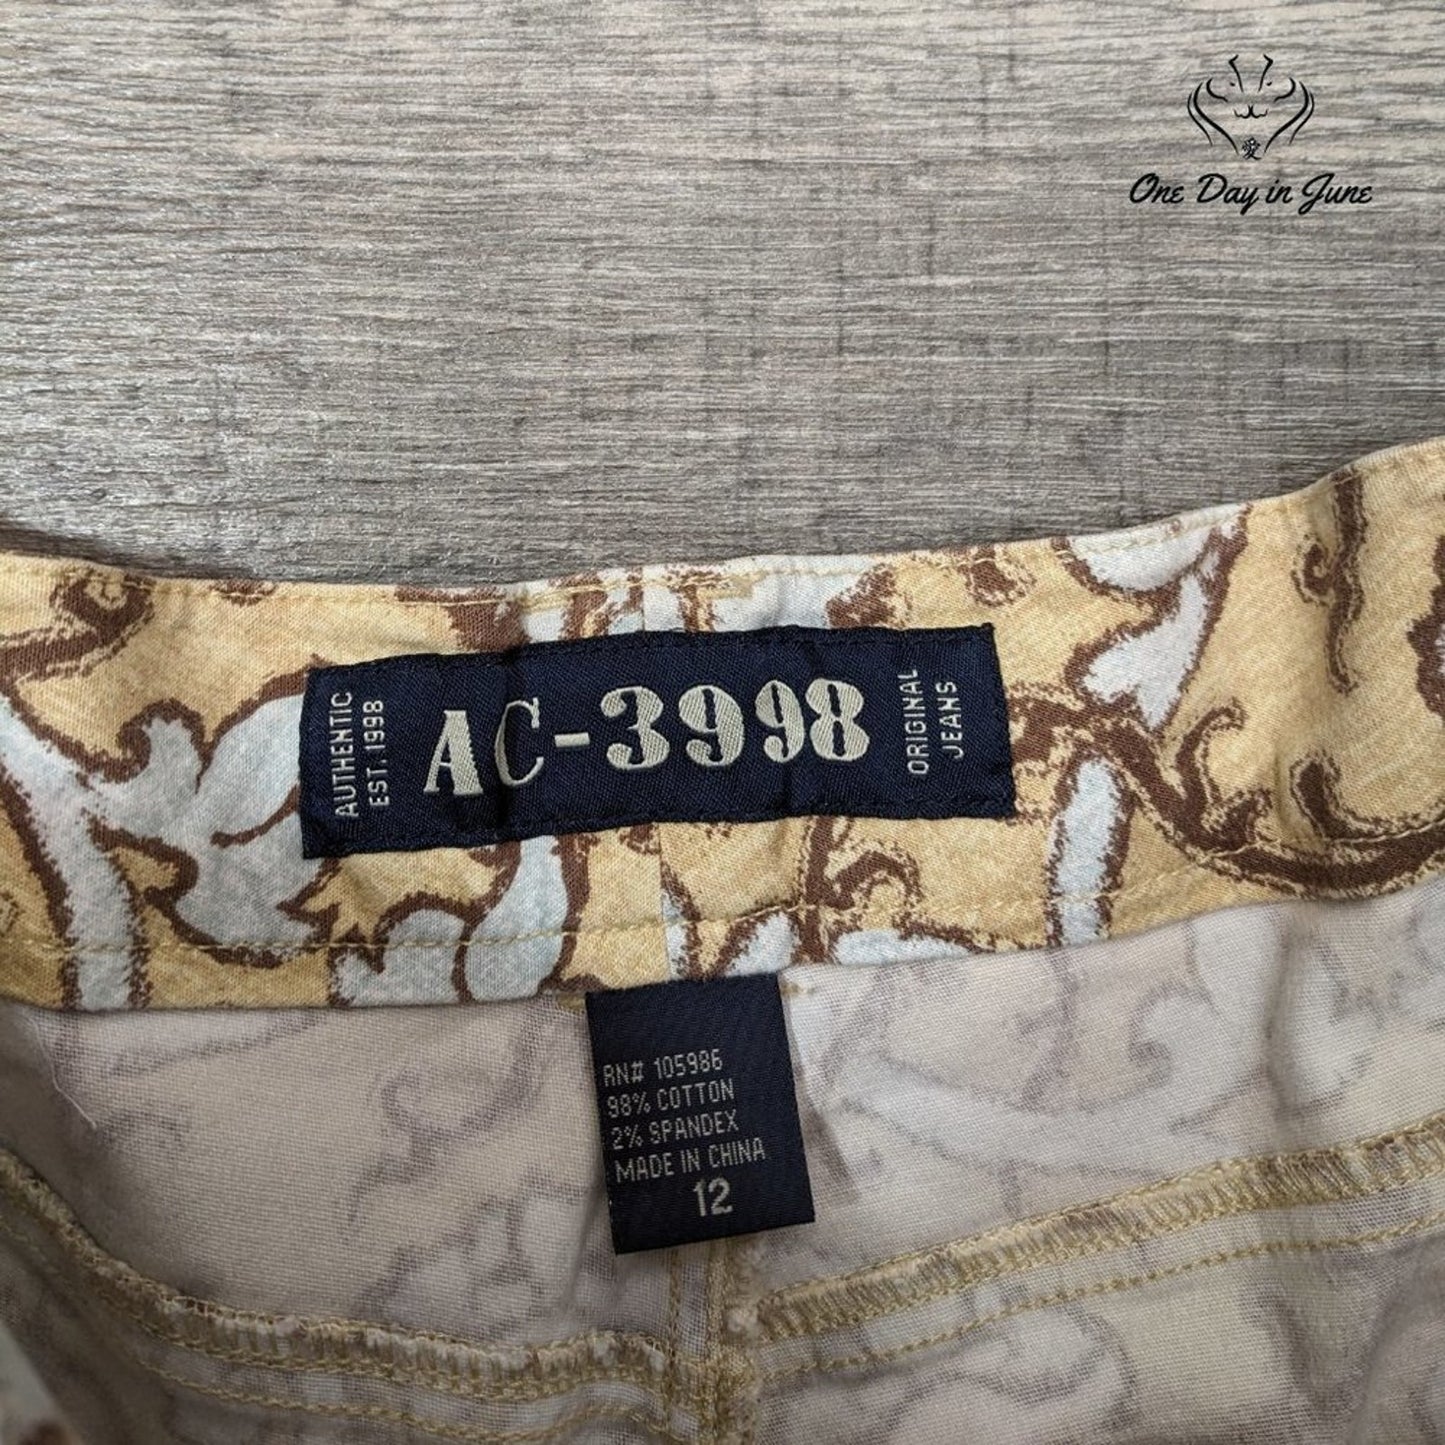 愛
One Day in June
AUTHENTIC
EST. 1998
AC-3998
ORIGINAL
JEANS
RN# 105986
98% COTTON
2% SPANDEX
MADE IN CHINA
12